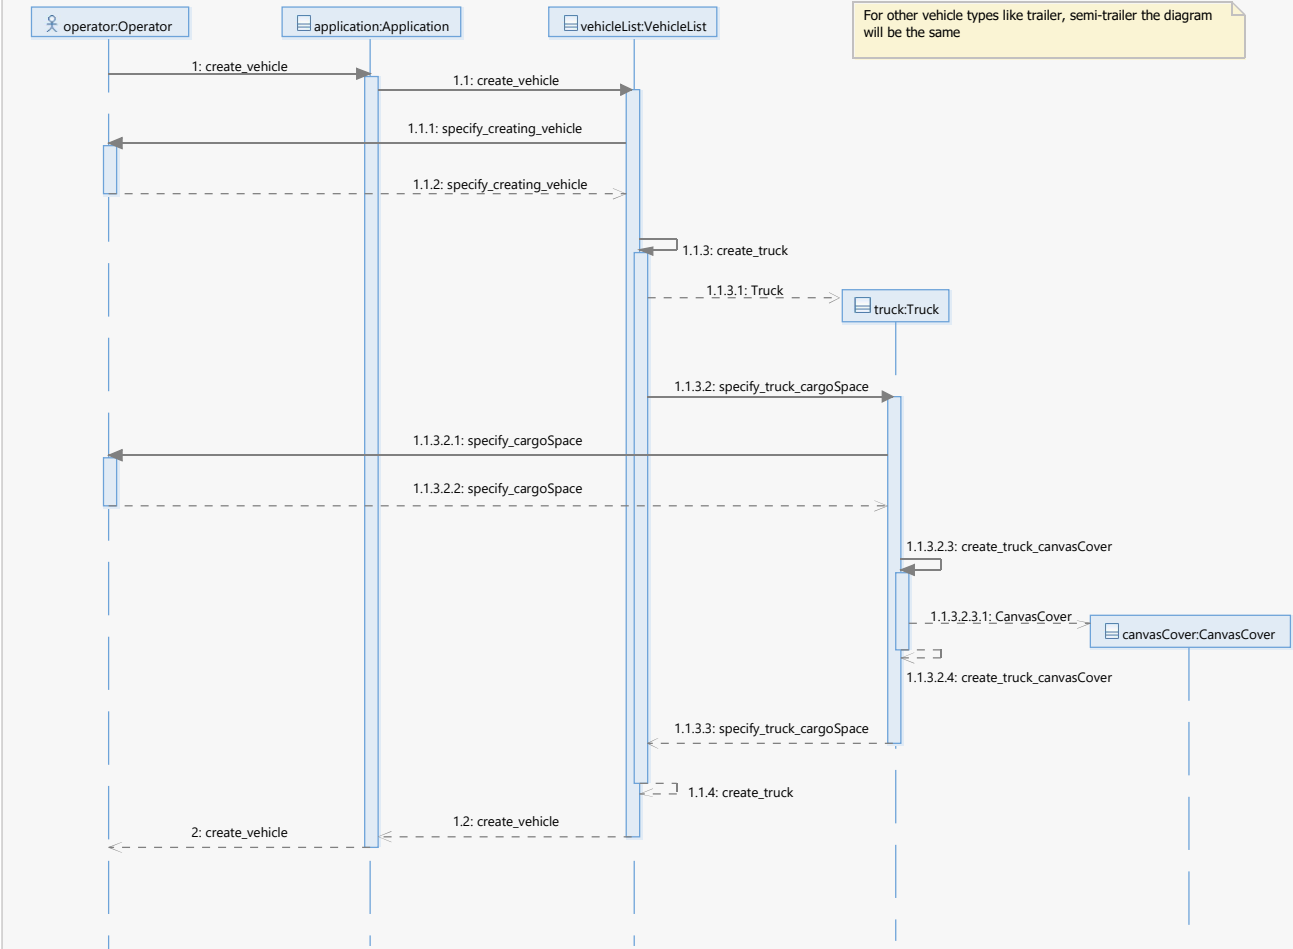 For other vehicle types like trailer, semi-trailer the diagram
will be the same
operator:Operator
application:Application
vehicleList:VehicleList
1: create_vehicle
1.1: create_vehicle
1.1.1: specify_creating_vehicle
1.1.2: specify_creating_vehicle
1.1.3: create_truck
1.1.3.1: Truck
truck:Truck
1.1.3.2: specify_truck_cargoSpace
1.1.3.2.1: specify_cargoSpace
1.1.3.2.2: specify_cargoSpace
1.1.3.2.3: create_truck_canvasCover
1.1.3.2.3.1: CanvasCover
canvasCover:CanvasCover
1.1.3.2.4: create_truck_canvasCover
1.1.3.3: specify_truck_cargoSpace
1.1.4: create_truck
1.2: create_vehicle
2: create_vehicle